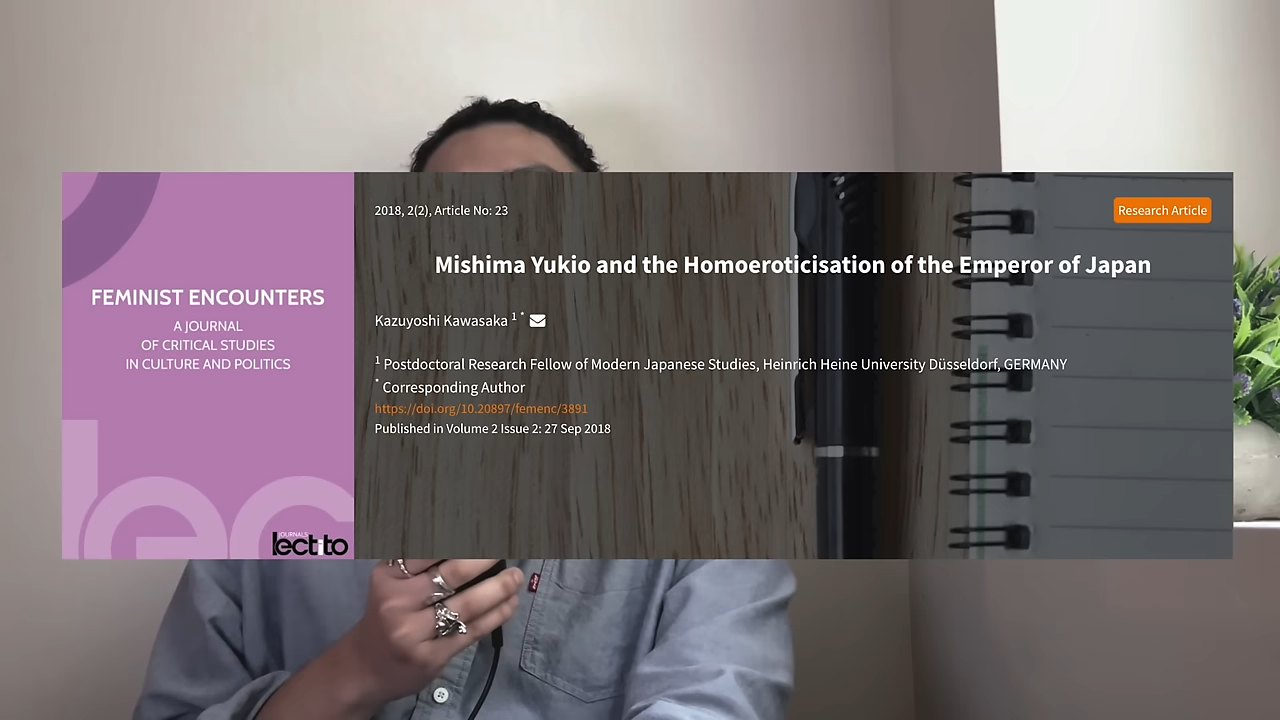 2018, 2(2), Article No: 23
Research Article
Mishima Yukio and the Homoeroticisation of the Emperor of Japan
Kazuyoshi Kawasaka 1 *
1 Postdoctoral Research Fellow of Modern Japanese Studies, Heinrich Heine University Düsseldorf, GERMANY
* Corresponding Author
https://doi.org/10.20897/femenc/3891
Published in Volume 2 Issue 2: 27 Sep 2018
FEMINIST ENCOUNTERS
A JOURNAL
OF CRITICAL STUDIES
IN CULTURE AND POLITICS
lec
JOURNALS
lectito